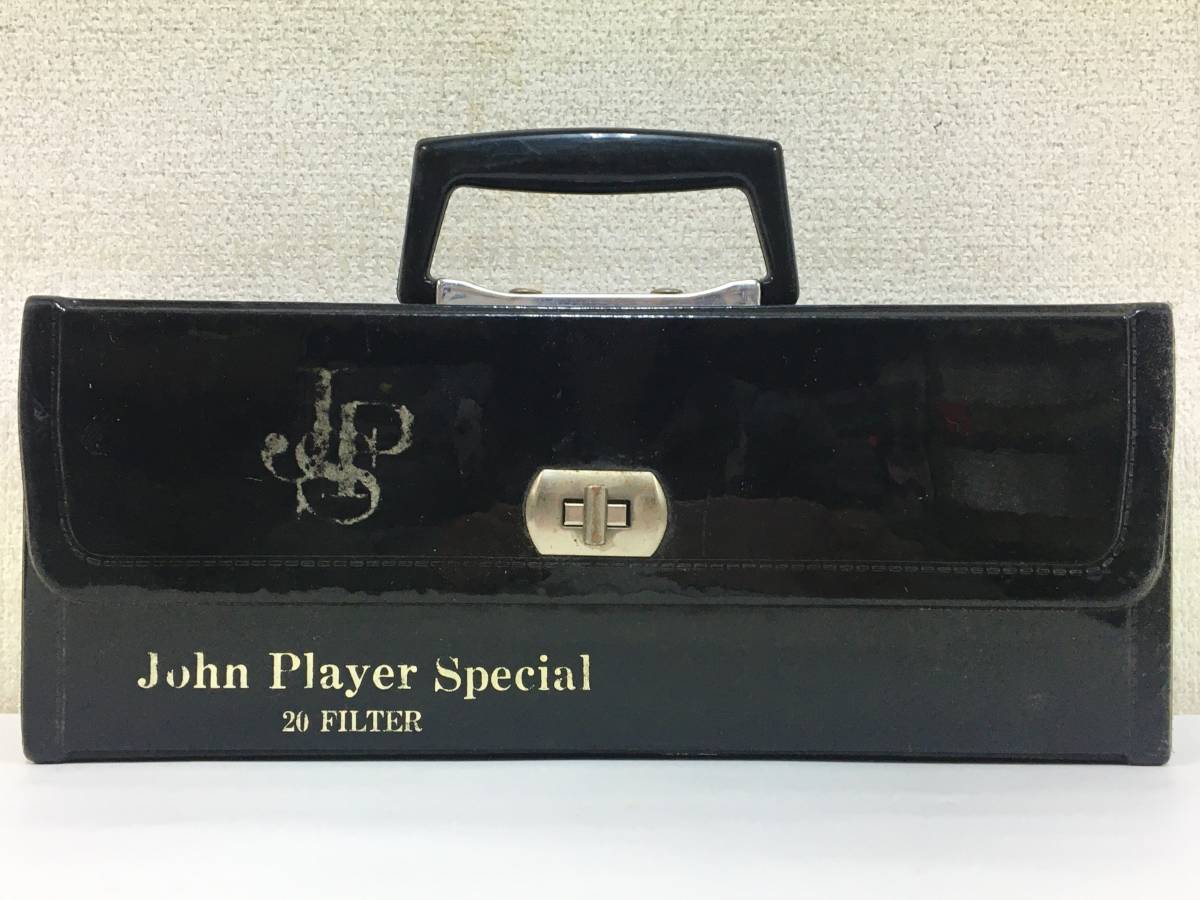 JPS
John Player Special
20 FILTER